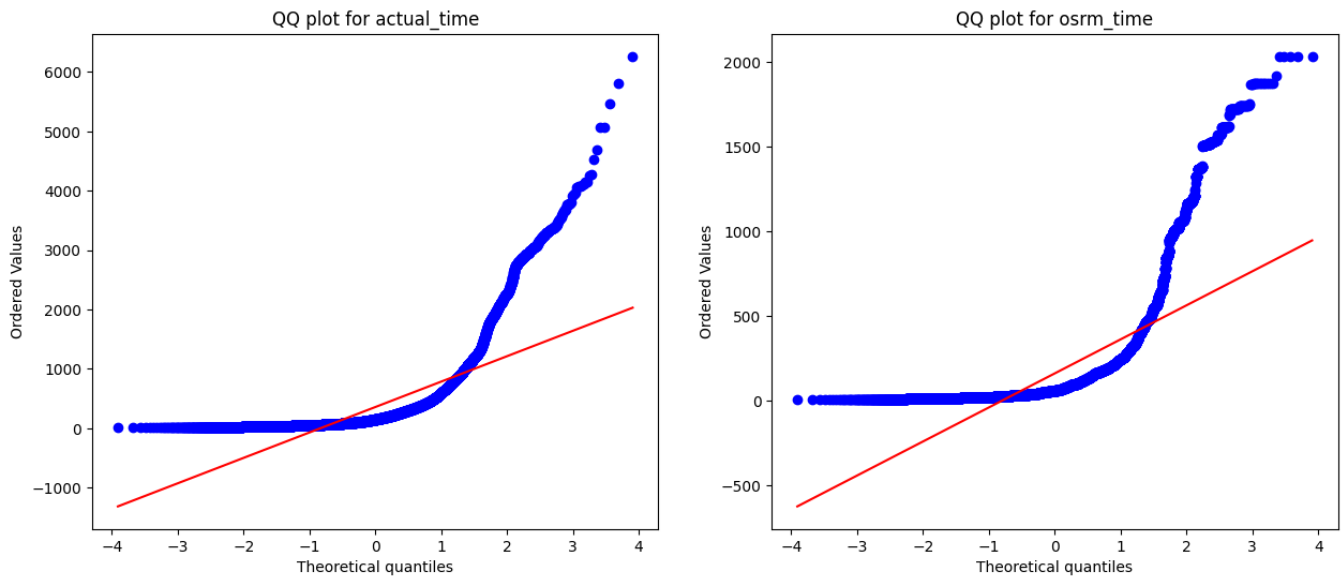 QQ plot for actual_time
6000
5000
4000
3000
2000
1000
0
−1000
Ordered Values
−4 −3 −2 −1 0 1 2 3 4
Theoretical quantiles
QQ plot for osrm_time
2000
1500
1000
500
0
−500
Ordered Values
−4 −3 −2 −1 0 1 2 3 4
Theoretical quantiles